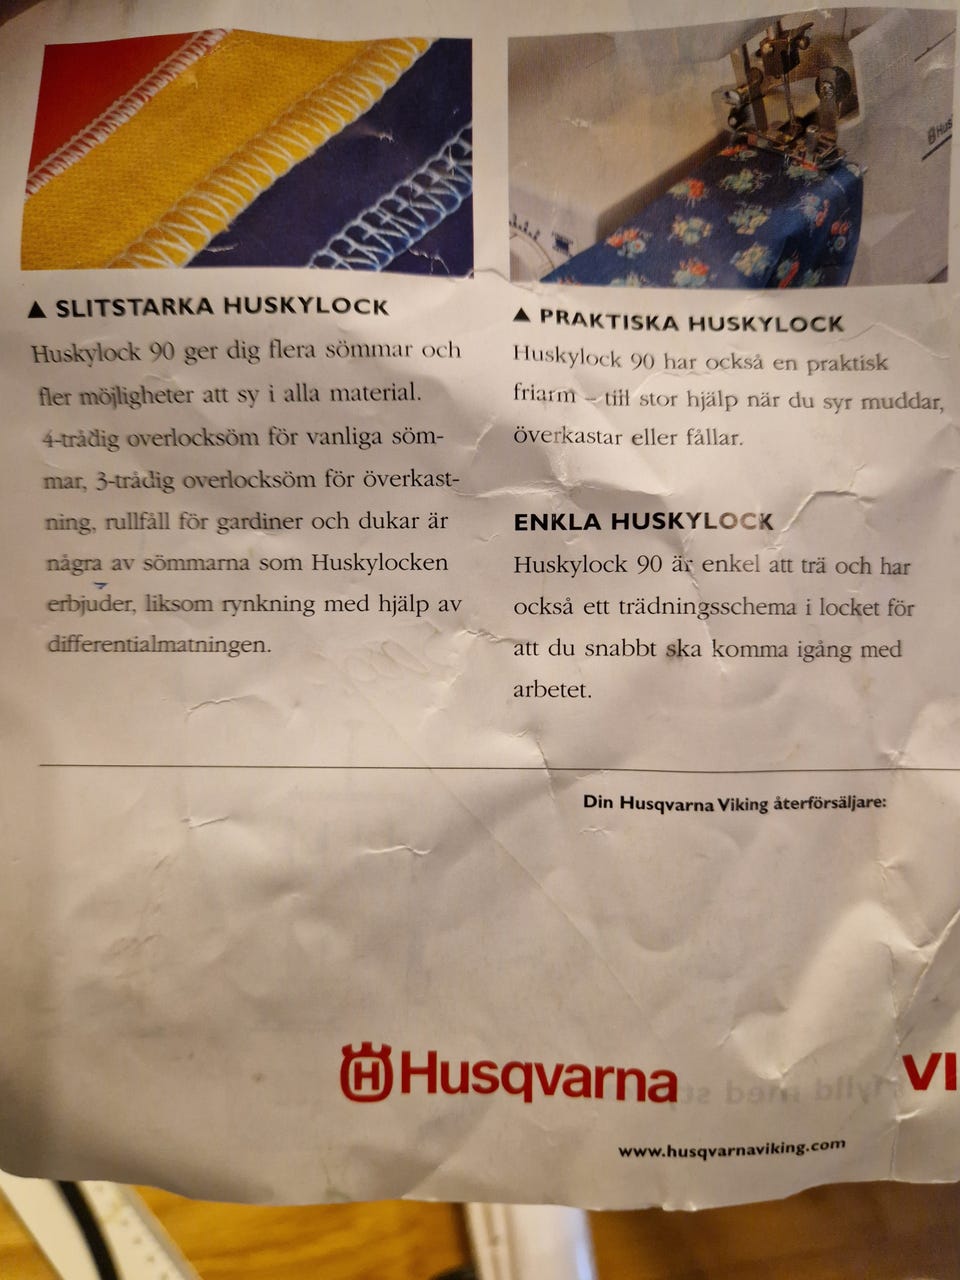 ▲ SLITSTARKA HUSKYLOCK
Huskylock 90 ger dig flera sömmar och
fler möjligheter att sy i alla material.
4-trådig overlocksöm för vanliga söm-
mar, 3-trådig overlocksöm för överkast-
ning, rullfåll för gardiner och dukar är
några av sömmarna som Huskylocken
erbjuder, liksom rynkning med hjälp av
differentialmatningen.
▲ PRAKTISKA HUSKYLOCK
Huskylock 90 har också en praktisk
friarm – till stor hjälp när du syr muddar,
överkastar eller fållar.
ENKLA HUSKYLOCK
Huskylock 90 är enkel att trä och har
också ett trädningsschema i locket för
att du snabbt ska komma igång med
arbetet.
Din Husqvarna Viking återförsäljare:
H Husqvarna VI
www.husqvarnaviking.com